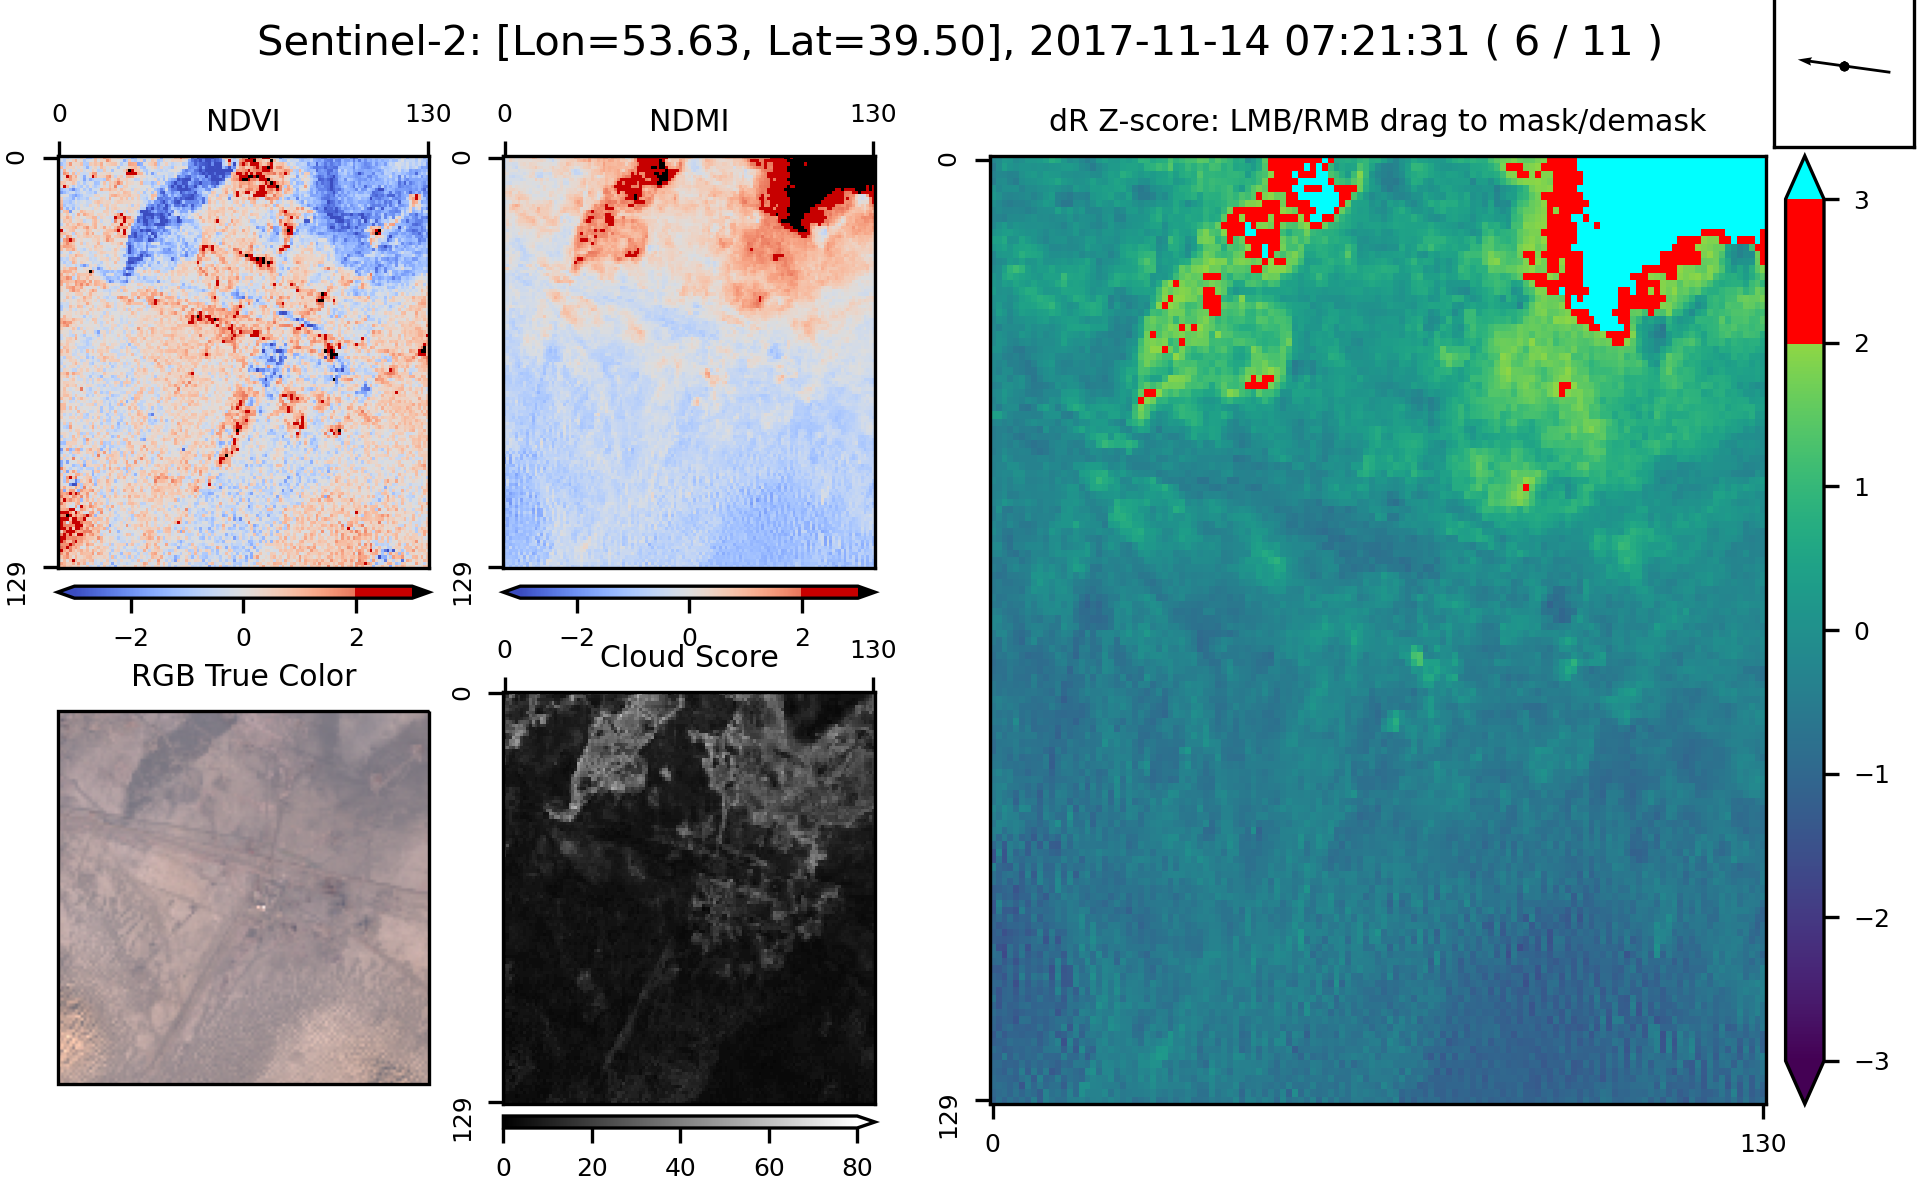 Sentinel-2: [Lon=53.63, Lat=39.50], 2017-11-14 07:21:31 ( 6 / 11 )
0 NDVI 130
0
129
−2 0 2
0 NDMI 130
0
129
−2 0 2
dR Z-score: LMB/RMB drag to mask/demask
0
129
0 130
3
2
1
0
−1
−2
−3
RGB True Color
0 Cloud Score 130
0
129
0 20 40 60 80